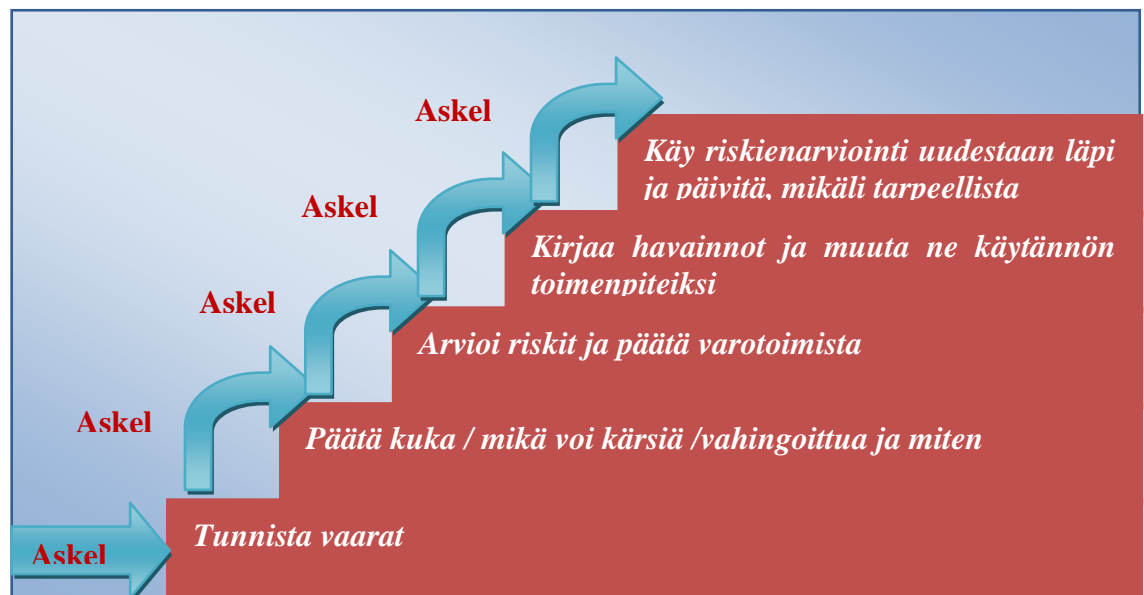 Askel
Käy riskienarviointi uudestaan läpi
ja päivitä, mikäli tarpeellista
Askel
Kirjaa havainnot ja muuta ne käytännön
toimenpiteiksi
Askel
Arvioi riskit ja päätä varotoimista
Askel
Päätä kuka / mikä voi kärsiä /vahingoittua ja miten
Tunnista vaarat
Askel